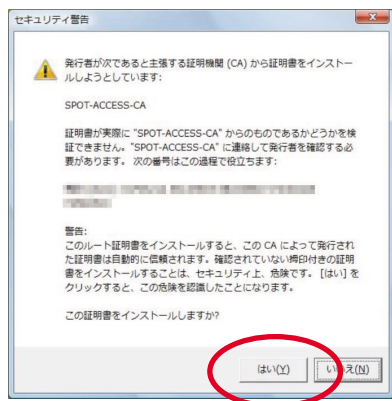 セキュリティ警告
発行者が次であると主張する証明機関 (CA) から証明書をインストー
ルしようとしています:
SPOT-ACCESS-CA
証明書が実際に "SPOT-ACCESS-CA" からのものであるかどうかを検
証できません。"SPOT-ACCESS-CA" に連絡して発行者を確認する必
要があります。 次の番号はこの過程で役立ちます:
警告:
このルート証明書をインストールすると、この CA によって発行され
た証明書は自動的に信頼されます。確認されていない拇印付きの証明
書をインストールすることは、セキュリティ上、危険です。 [はい] を
クリックすると、この危険を認識したことになります。
この証明書をインストールしますか?
はい(Y) いいえ(N)